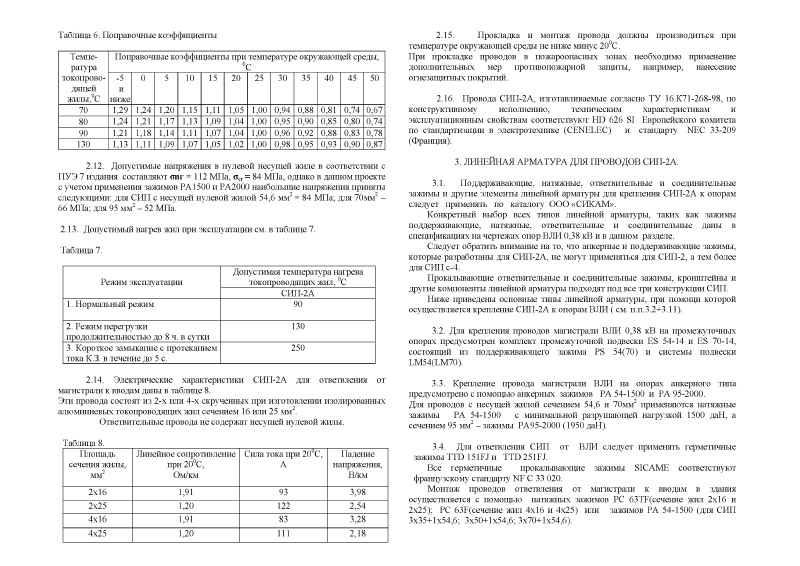 Таблица 6. Поправочные коэффициенты
Темпе-
ратура
токопрово-
дящей
жилы,⁰С
Поправочные коэффициенты при температуре окружающей среды,
⁰С
-5
и
ниже
0 5 10 15 20 25 30 35 40 45 50
70 1,29 1,24 1,20 1,15 1,11 1,05 1,00 0,94 0,88 0,81 0,74 0,67
80 1,24 1,21 1,17 1,13 1,09 1,04 1,00 0,95 0,90 0,85 0,80 0,74
90 1,21 1,18 1,14 1,11 1,07 1,04 1,00 0,96 0,92 0,88 0,83 0,78
130 1,13 1,11 1,09 1,07 1,05 1,02 1,00 0,98 0,95 0,93 0,90 0,87
2.12. Допустимые напряжения в нулевой несущей жиле в соответствии с
ПУЭ 7 издания составляют σвг = 112 МПа, σсг = 84 МПа, однако в данном проекте
с учетом применения зажимов РА1500 и РА2000 наибольшие напряжения приняты
следующими: для СИП с несущей нулевой жилой 54,6 мм² = 84 МПа; для 70мм² –
66 МПа; для 95 мм² – 52 МПа.
2.13. Допустимый нагрев жил при эксплуатации см. в таблице 7.
Таблица 7.
Режим эксплуатации
Допустимая температура нагрева
токопроводящих жил, ⁰С
СИП-2А
1. Нормальный режим 90
2. Режим перегрузки
продолжительностью до 8 ч. в сутки
130
3. Короткое замыкание с протеканием
тока К.З. в течение до 5 с.
250
2.14. Электрические характеристики СИП-2А для ответвления от
магистрали к вводам даны в таблице 8.
Эти провода состоят из 2-х или 4-х скрученных при изготовлении изолированных
алюминиевых токопроводящих жил сечением 16 или 25 мм².
Ответвительные провода не содержат несущей нулевой жилы.
Таблица 8.
Площадь
сечения жилы,
мм²
Линейное сопротивление
при 20⁰С,
Ом/км
Сила тока при 20⁰С,
А
Падение
напряжения,
В/км
2х16 1,91 93 3,98
2х25 1,20 122 2,54
4х16 1,91 83 3,28
4х25 1,20 111 2,18
2.15. Прокладка и монтаж провода должны производиться при
температуре окружающей среды не ниже минус 20⁰С.
При прокладке проводов в пожароопасных зонах необходимо применение
дополнительных мер противопожарной защиты, например, нанесение
огнезащитных покрытий.
2.16. Провода СИП-2А, изготавливаемые согласно ТУ 16.К71-268-98, по
конструктивному исполнению, техническим характеристикам и
эксплуатационным свойствам соответствуют HD 626 SI Европейского комитета
по стандартизации в электротехнике (CENELEC) и стандарту NEC 33-209
(Франция).
3. ЛИНЕЙНАЯ АРМАТУРА ДЛЯ ПРОВОДОВ СИП-2А.
3.1. Поддерживающие, натяжные, ответвительные и соединительные
зажимы и другие элементы линейной арматуры для крепления СИП-2А к опорам
следует применять по каталогу ООО «СИКАМ».
Конкретный выбор всех типов линейной арматуры, таких как зажимы
поддерживающие, натяжные, ответвительные и соединительные даны в
спецификациях на чертежах опор ВЛИ 0,38 кВ и в данном разделе.
Следует обратить внимание на то, что анкерные и поддерживающие зажимы,
которые разработаны для СИП-2А, не могут применяться для СИП-2, а тем более
для СИП с-4.
Прокалывающие ответвительные и соединительные зажимы, кронштейны и
другие компоненты линейной арматуры подходят под все три конструкции СИП.
Ниже приведены основные типы линейной арматуры, при помощи которой
осуществляется крепление СИП-2А к опорам ВЛИ ( см. п.п.3.2÷3.11).
3.2. Для крепления проводов магистрали ВЛИ 0,38 кВ на промежуточных
опорах предусмотрен комплект промежуточной подвески ES 54-14 и ES 70-14,
состоящий из поддерживающего зажима PS 54(70) и системы подвески
LM54(LM70).
3.3. Крепление провода магистрали ВЛИ на опорах анкерного типа
предусмотрено с помощью анкерных зажимов РА 54-1500 и РА 95-2000.
Для проводов с несущей жилой сечением 54,6 и 70мм² применяются натяжные
зажимы РА 54-1500 с минимальной разрушающей нагрузкой 1500 даН, а
сечением 95 мм² – зажимы РА95-2000 (1950 даН).
3.4. Для ответвления СИП от ВЛИ следует применять герметичные
зажимы TTD 151FJ и TTD 251FJ.
Все герметичные прокалывающие зажимы SICAME соответствуют
французскому стандарту NF C 33 020.
Монтаж проводов ответвления от магистрали к вводам в здания
осуществляется с помощью натяжных зажимов PC 63TF(сечение жил 2х16 и
2х25); PC 63F(сечение жил 4х16 и 4х25) или зажимов РА 54-1500 (для СИП
3х35+1х54,6; 3х50+1х54,6; 3х70+1х54,6).